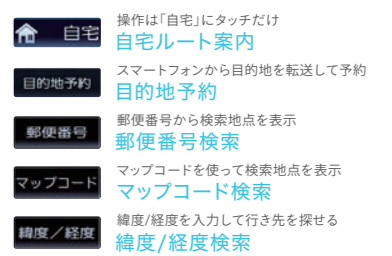 自宅
操作は「自宅」にタッチだけ
自宅ルート案内
目的地予約
スマートフォンから目的地を転送して予約
目的地予約
郵便番号
郵便番号から検索地点を表示
郵便番号検索
マップコード
マップコードを使って検索地点を表示
マップコード検索
緯度／経度
緯度/経度を入力して行き先を探せる
緯度/経度検索